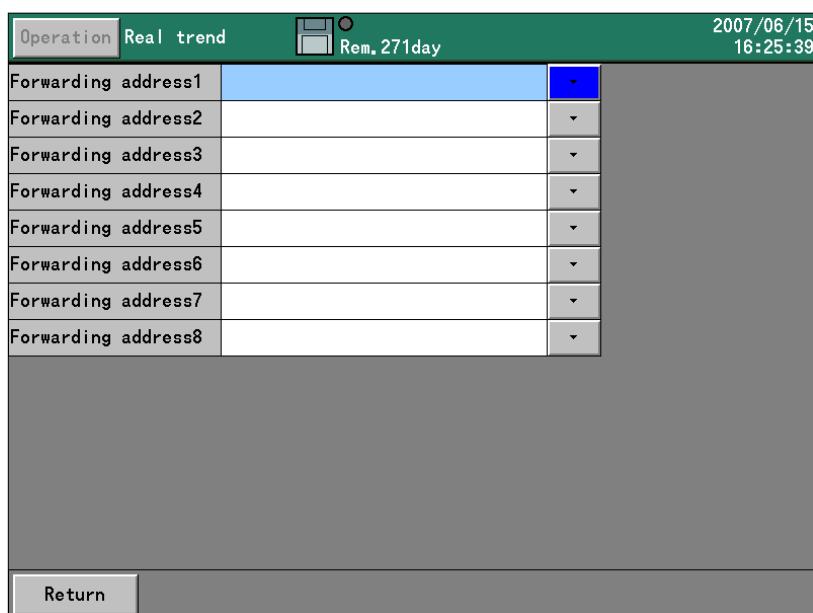 Operation Real trend Rem.271day 2007/06/15
16:25:39
Forwarding address1
Forwarding address2
Forwarding address3
Forwarding address4
Forwarding address5
Forwarding address6
Forwarding address7
Forwarding address8
Return